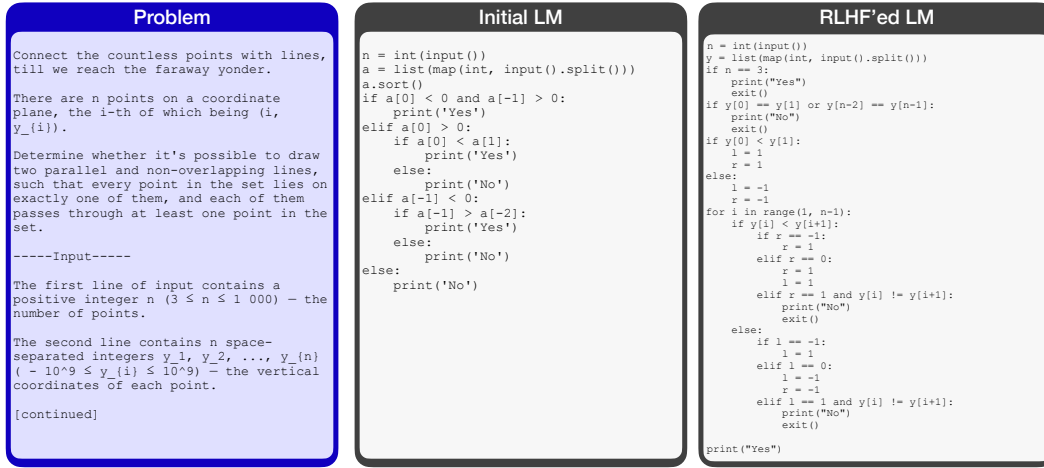 Problem
Connect the countless points with lines,
till we reach the faraway yonder.
There are n points on a coordinate
plane, the i-th of which being (i,
y_{i}).
Determine whether it's possible to draw
two parallel and non-overlapping lines,
such that every point in the set lies on
exactly one of them, and each of them
passes through at least one point in the
set.
-----Input-----
The first line of input contains a
positive integer n (3 ≤ n ≤ 1 000) — the
number of points.
The second line contains n space-
separated integers y_1, y_2, ..., y_{n}
( - 10^9 ≤ y_{i} ≤ 10^9) — the vertical
coordinates of each point.
[continued]
Initial LM
n = int(input())
a = list(map(int, input().split()))
a.sort()
if a[0] < 0 and a[-1] > 0:
    print('Yes')
elif a[0] > 0:
    if a[0] < a[1]:
        print('Yes')
    else:
        print('No')
elif a[-1] < 0:
    if a[-1] > a[-2]:
        print('Yes')
    else:
        print('No')
else:
    print('No')
RLHF'ed LM
n = int(input())
y = list(map(int, input().split()))
if n == 3:
    print("Yes")
    exit()
if y[0] == y[1] or y[n-2] == y[n-1]:
    print("No")
    exit()
if y[0] < y[1]:
    l = 1
    r = 1
else:
    l = -1
    r = -1
for i in range(1, n-1):
    if y[i] < y[i+1]:
        if r == -1:
            r = 1
        elif r == 0:
            r = 1
            l = 1
        elif r == 1 and y[i] != y[i+1]:
            print("No")
            exit()
    else:
        if l == -1:
            l = 1
        elif l == 0:
            l = -1
            r = -1
        elif l == 1 and y[i] != y[i+1]:
            print("No")
            exit()
print("Yes")